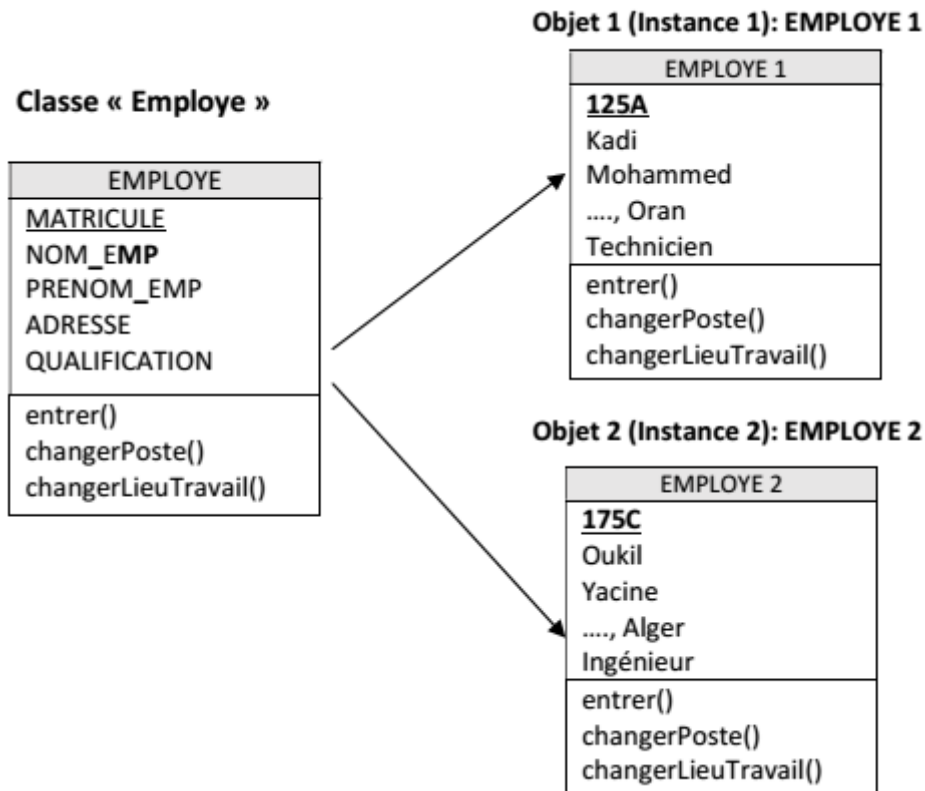 Classe « Employe »
EMPLOYE
MATRICULE
NOM_EMP
PRENOM_EMP
ADRESSE
QUALIFICATION
entrer()
changerPoste()
changerLieuTravail()
Objet 1 (Instance 1): EMPLOYE 1
EMPLOYE 1
125A
Kadi
Mohammed
...., Oran
Technicien
entrer()
changerPoste()
changerLieuTravail()
Objet 2 (Instance 2): EMPLOYE 2
EMPLOYE 2
175C
Oukil
Yacine
...., Alger
Ingénieur
entrer()
changerPoste()
changerLieuTravail()